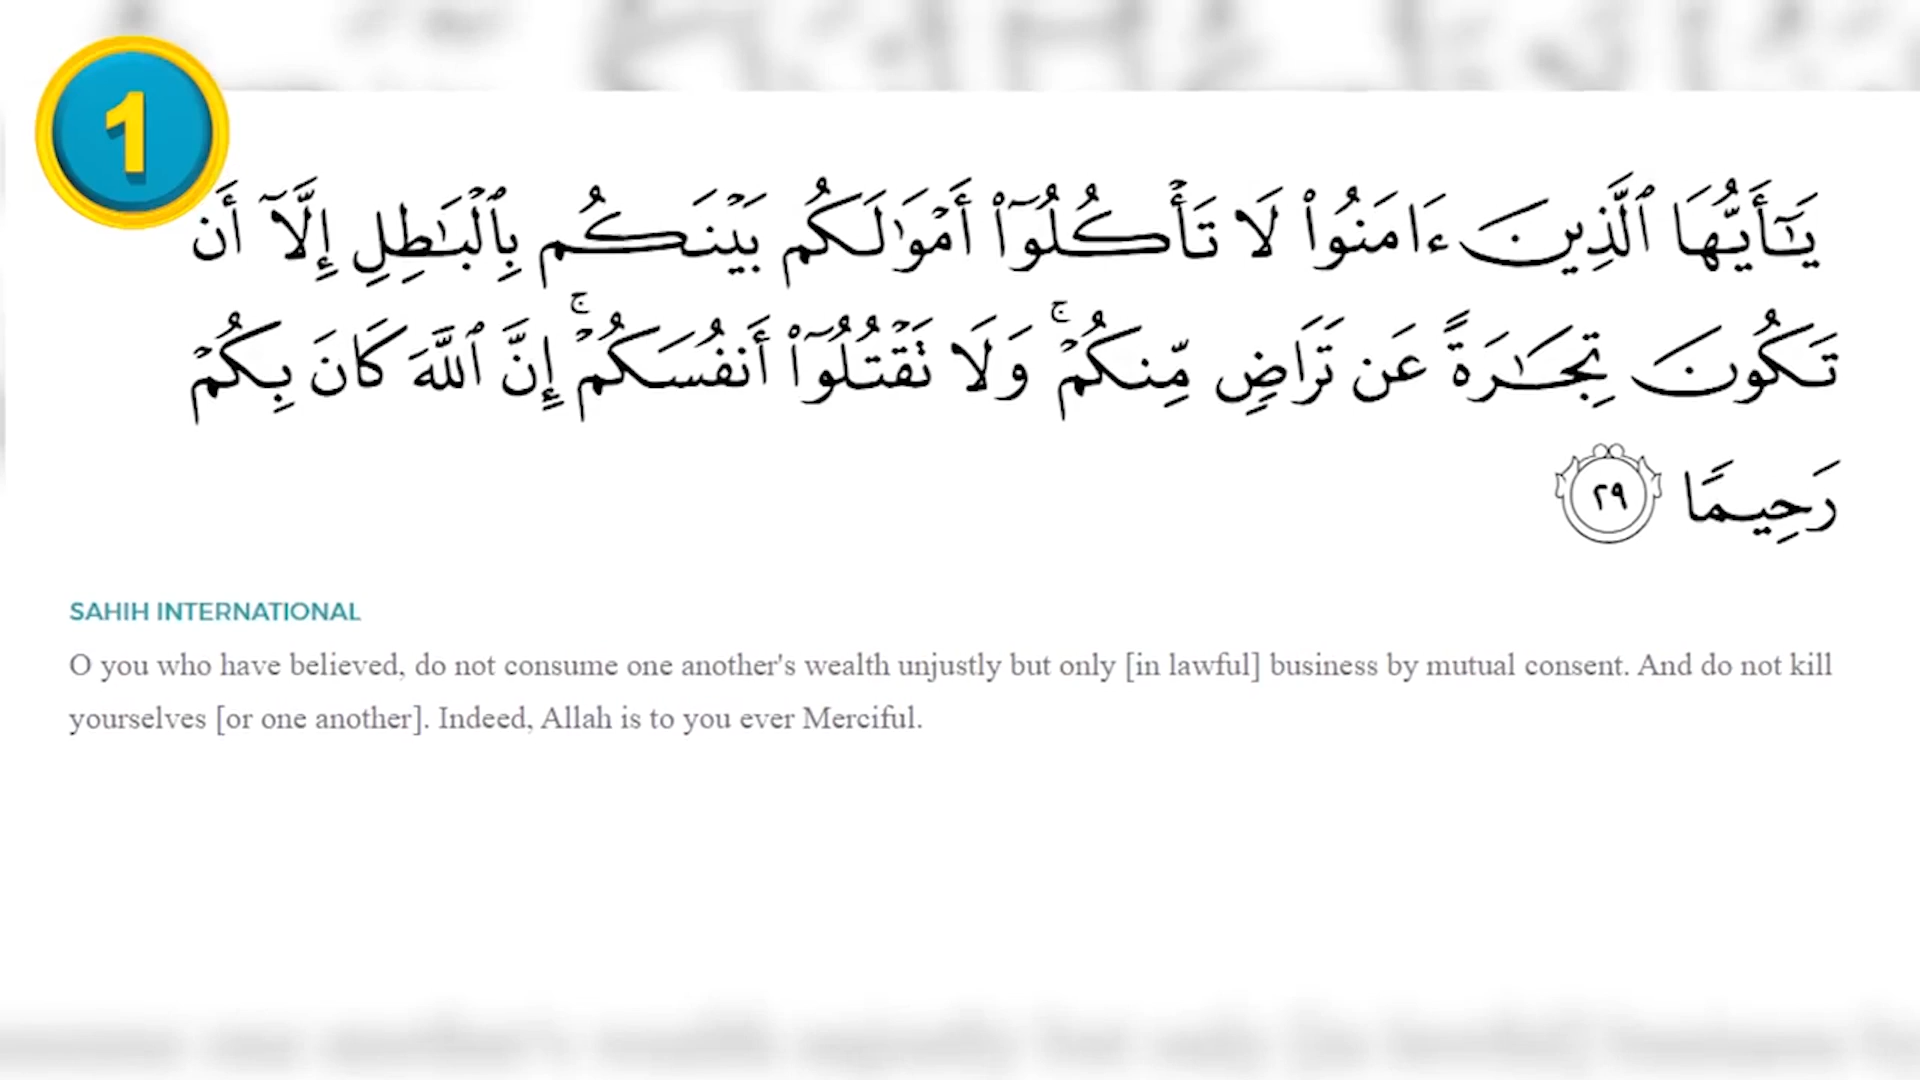 1
يَٰٓأَيُّهَا ٱلَّذِينَ ءَامَنُوا۟ لَا تَأْكُلُوٓا۟ أَمْوَٰلَكُم بَيْنَكُم بِٱلْبَٰطِلِ إِلَّآ أَن
تَكُونَ تِجَٰرَةً عَن تَرَاضٍ مِّنكُمْ ۚ وَلَا تَقْتُلُوٓا۟ أَنفُسَكُمْ ۚ إِنَّ ٱللَّهَ كَانَ بِكُمْ
رَحِيمًا ٢٩
SAHIH INTERNATIONAL
O you who have believed, do not consume one another's wealth unjustly but only [in lawful] business by mutual consent. And do not kill
yourselves [or one another]. Indeed, Allah is to you ever Merciful.